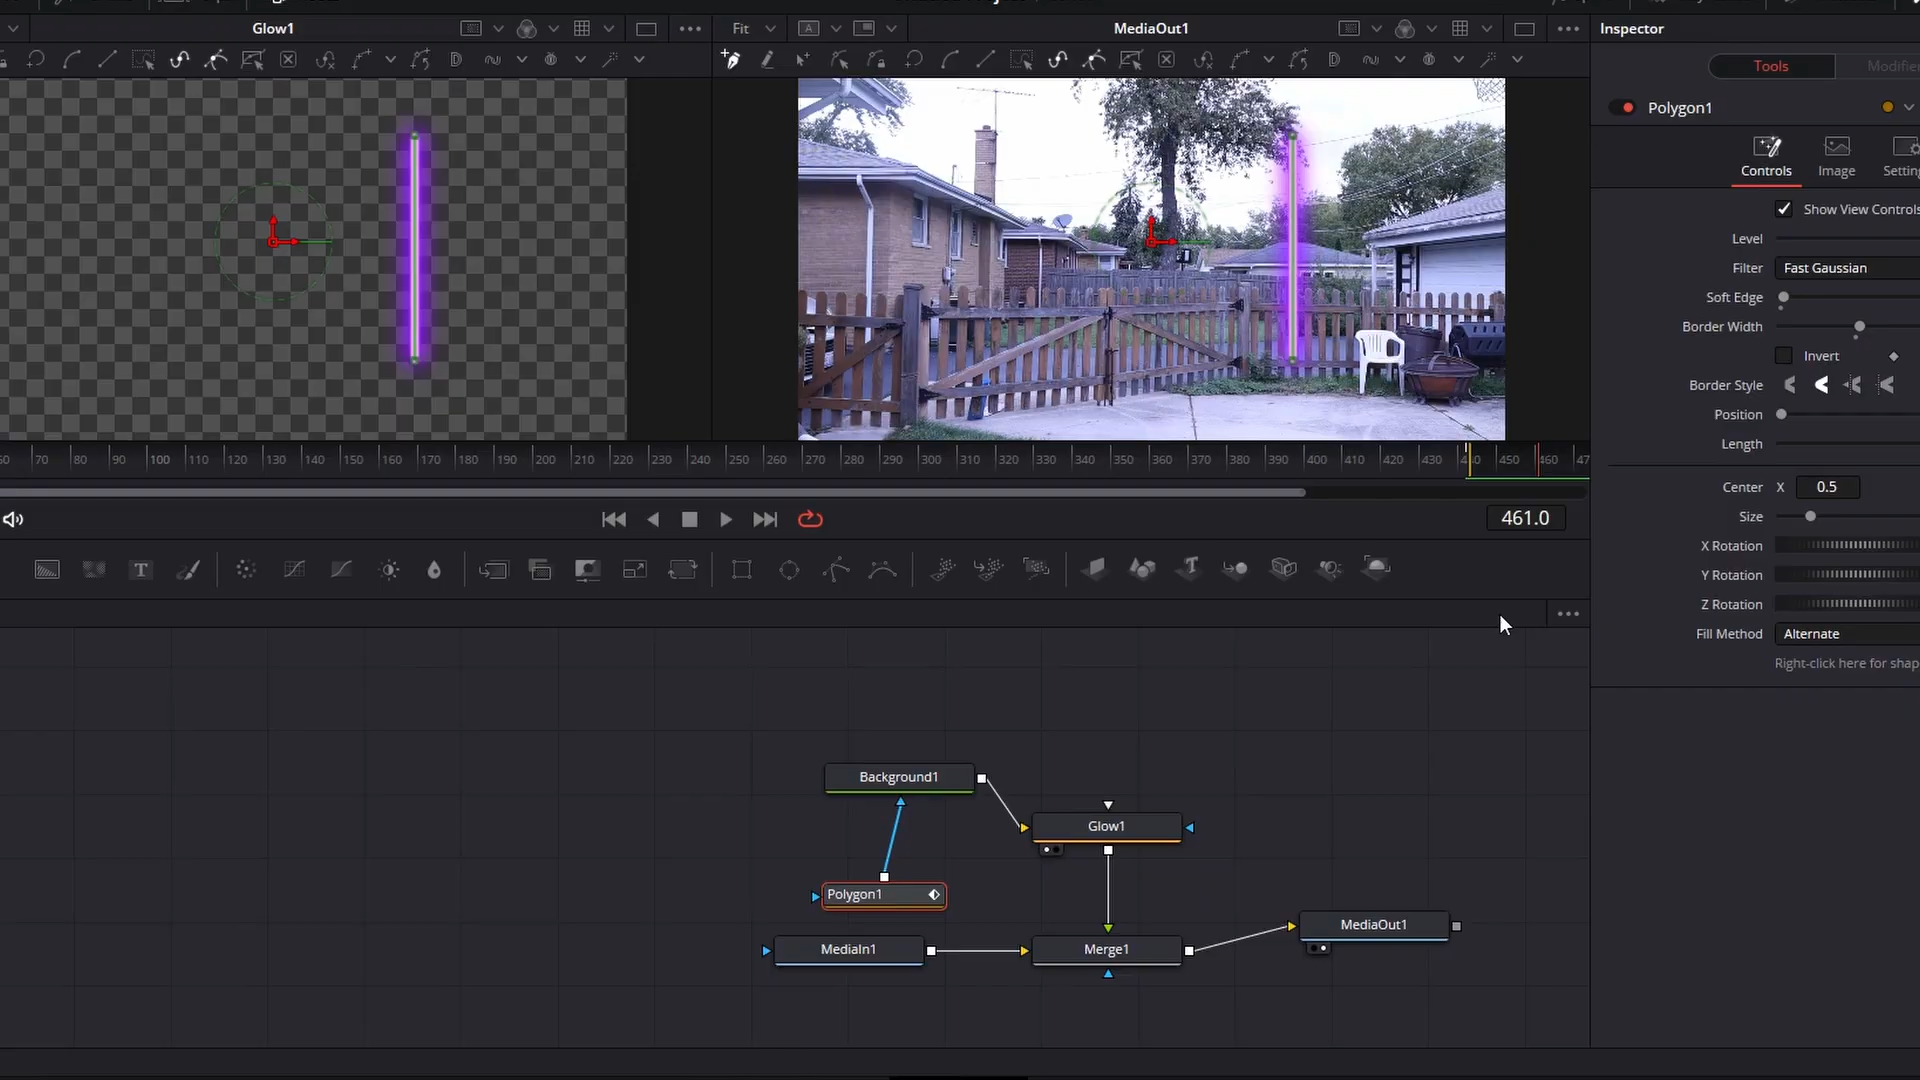 Glow1
Fit
MediaOut1
Inspector
Tools
Modifier
Polygon1
Controls
Image
Setting
Show View Controls
Level
Filter
Fast Gaussian
Soft Edge
Border Width
Invert
Border Style
Position
Length
60 70 80 90 100 110 120 130 140 150 160 170 180 190 200 210 220 230 240 250 260 270 280 290 300 310 320 330 340 350 360 370 380 390 400 410 420 430 450 460 47
Center X 0.5
Size
X Rotation
Y Rotation
Z Rotation
Fill Method
Alternate
Right-click here for shap
461.0
T
Background1
Glow1
Polygon1
MediaOut1
MediaIn1
Merge1